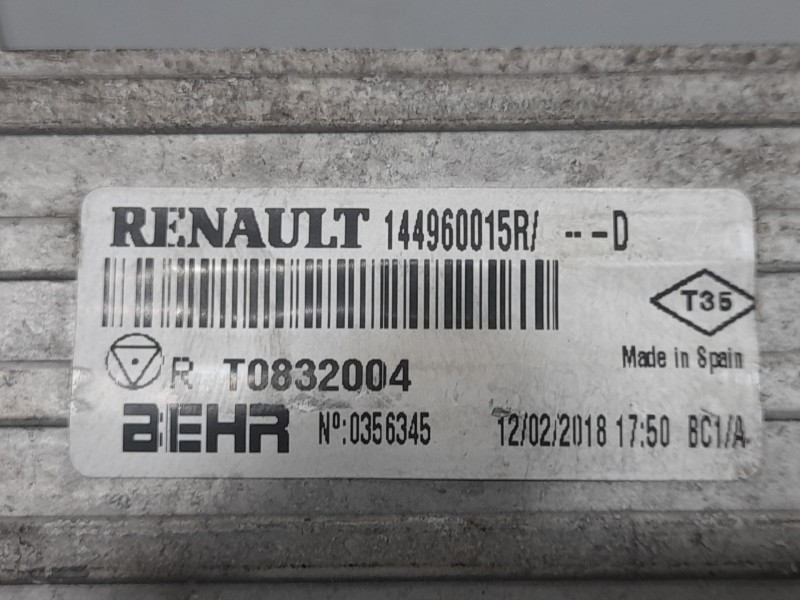 RENAULT 144960015R/ -- -D
T35
Made in Spain
R T0832004
BEHR Nº:0356345 12/02/2018 17:50 BC1/A